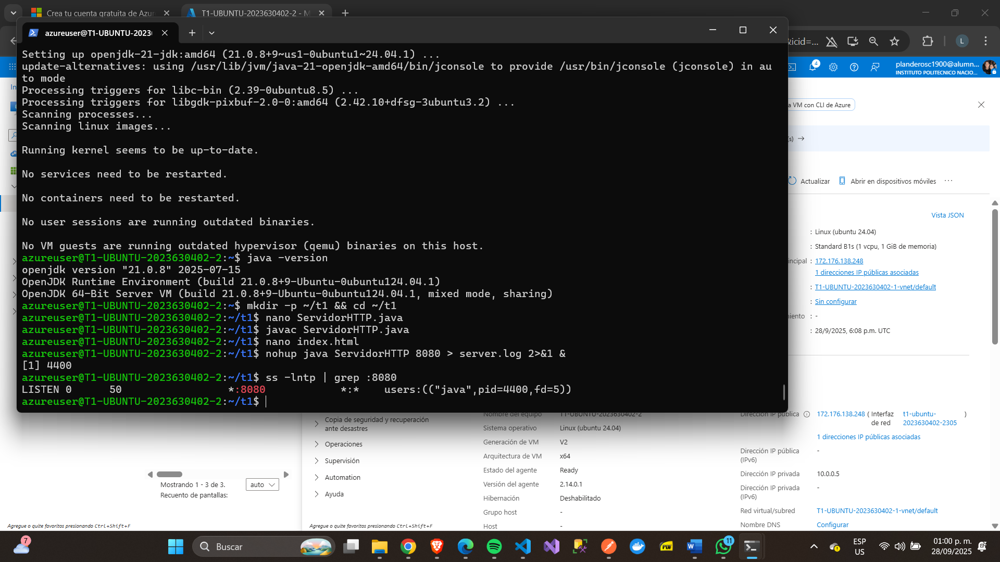 Crea tu cuenta gratuita de Azur
T1-UBUNTU-2023630402-2 - M
azureuser@T1-UBUNTU-2023(
&icid=...
L
Setting up openjdk-21-jdk:amd64 (21.0.8+9~us1-0ubuntu1~24.04.1) ...
update-alternatives: using /usr/lib/jvm/java-21-openjdk-amd64/bin/jconsole to provide /usr/bin/jconsole (jconsole) in au
to mode
Processing triggers for libc-bin (2.39-0ubuntu8.5) ...
Processing triggers for libgdk-pixbuf-2.0-0:amd64 (2.42.10+dfsg-3ubuntu3.2) ...
Scanning processes...
Scanning linux images...
Running kernel seems to be up-to-date.
No services need to be restarted.
No containers need to be restarted.
No user sessions are running outdated binaries.
No VM guests are running outdated hypervisor (qemu) binaries on this host.
azureuser@T1-UBUNTU-2023630402-2:~$ java -version
openjdk version "21.0.8" 2025-07-15
OpenJDK Runtime Environment (build 21.0.8+9-Ubuntu-0ubuntu124.04.1)
OpenJDK 64-Bit Server VM (build 21.0.8+9-Ubuntu-0ubuntu124.04.1, mixed mode, sharing)
azureuser@T1-UBUNTU-2023630402-2:~$ mkdir -p ~/t1 && cd ~/t1
azureuser@T1-UBUNTU-2023630402-2:~/t1$ nano ServidorHTTP.java
azureuser@T1-UBUNTU-2023630402-2:~/t1$ javac ServidorHTTP.java
azureuser@T1-UBUNTU-2023630402-2:~/t1$ nano index.html
azureuser@T1-UBUNTU-2023630402-2:~/t1$ nohup java ServidorHTTP 8080 > server.log 2>&1 &
[1] 4400
azureuser@T1-UBUNTU-2023630402-2:~/t1$ ss -lntp | grep :8080
LISTEN 0 50 *:8080 *:* users:(("java",pid=4400,fd=5))
azureuser@T1-UBUNTU-2023630402-2:~/t1$
4
planderosc1900@alumn...
INSTITUTO POLITECNICO NACIO...
In
a VM con CLI de Azure
(s) →
Actualizar
Abrir en dispositivos móviles
...
Vista JSON
: Linux (ubuntu 24.04)
: Standard B1s (1 vcpu, 1 GiB de memoria)
incipal : 172.176.138.248
1 direcciones IP públicas asociadas
: T1-UBUNTU-2023630402-1-vnet/default
: Sin configurar
miento : -
: 28/9/2025, 6:08 p.m. UTC
Mostrando 1 - 3 de 3.
Recuento de pantallas:
auto
Agregue o quite favoritos presionando Ctrl+Shift+F
Copia de seguridad y recuperación
ante desastres
Operaciones
Supervisión
Automation
Ayuda
Agregue o quite favoritos presionando Ctrl+Shift+F
Nombre del equipo T1-UBUNTU-2023630402-2
Sistema operativo Linux (ubuntu 24.04)
Generación de VM V2
Arquitectura de VM x64
Estado del agente Ready
Versión del agente 2.14.0.1
Hibernación Deshabilitado
Grupo host -
Host -
Dirección IP pública 172.176.138.248 ( Interfaz t1-ubuntu- )
de red 2023630402-2305
1 direcciones IP públicas asociadas
Dirección IP pública -
(IPv6)
Dirección IP privada 10.0.0.5
Dirección IP privada -
(IPv6)
Red virtual/subred T1-UBUNTU-2023630402-1-vnet/default
Nombre DNS Configurar
7
Buscar
PDF
11
ESP
US
01:00 p. m.
28/09/2025